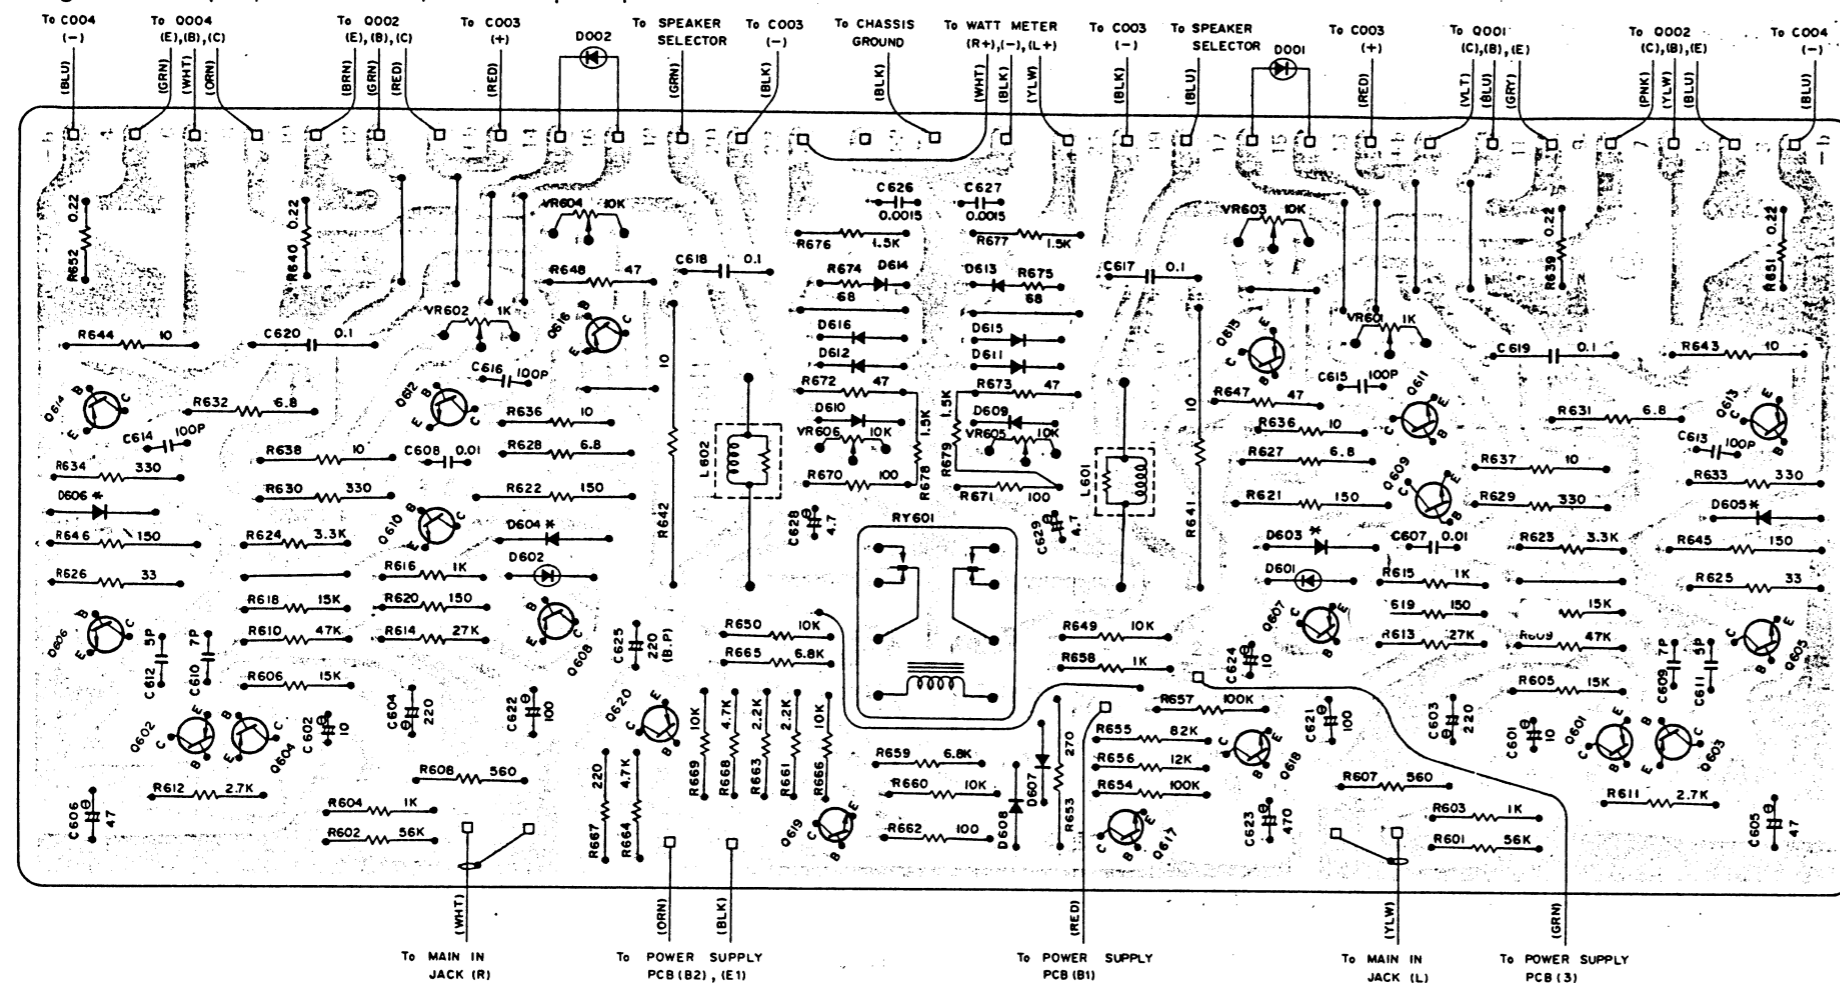 To C004
(-)
To Q004
(E),(B),(C)
To Q002
(E),(B),(C)
To C003
(+)
D002
To SPEAKER
SELECTOR
To C003
(-)
To CHASSIS
GROUND
To WATT METER
(R+),(-),(L+)
To C003
(-)
To SPEAKER
SELECTOR
D001
To C003
(+)
To Q001
(C),(B),(E)
To Q002
(C),(B),(E)
To C004
(-)
(BLU)
(GRN)
(WHT)
(ORN)
(BRN)
(GRN)
(RED)
(RED)
(GRN)
(BLK)
(BLK)
(WHT)
(BLK)
(YLW)
(BLK)
(BLU)
(RED)
(VLT)
(BLU)
(GRY)
(PNK)
(YLW)
(BLU)
(BLU)
R652 0.22
R640 0.22
VR604 10K
C626
0.0015
C627
0.0015
VR603 10K
R639 0.22
R651 0.22
R676 1.5K
R677 1.5K
R648 47
C618 0.1
R674 D614
68
D613 R675
68
C617 0.1
VR602 1K
Q616
B
C
E
D616
D615
Q615
E
C
B
VR601 1K
R644 10
C620 0.1
D612
D611
C619 0.1
R643 10
C616 100P
R672 47
R673 47
C615 100P
Q614
B
C
E
R632 6.8
Q612
B
C
E
R636 10
10
D610
D609
1.5K
R678
1.5K
R679
10
R647 47
Q611
E
C
B
R631 6.8
Q613
E
C
B
C614 100P
VR606 10K
VR605 10K
R636 10
C613 100P
R638 10
C608 0.01
R628 6.8
L602
L601
R627 6.8
R637 10
R634 330
R670 100
R671 100
Q609
E
C
B
R633 330
D606*
R630 330
R622 150
R621 150
R629 330
D605*
Q610
B
C
E
R642
C628 4.7
RY601
C629 4.7
R641
R646 150
R624 3.3K
D604*
D603*
C607 0.01
R623 3.3K
R645 150
R626 33
R616 1K
D602
D601
R615 1K
R625 33
R618 15K
R620 150
619 150
15K
Q606
B
C
E
R610 47K
R614 27K
Q608
B
C
E
C625
220
(B.P)
R650 10K
R649 10K
Q607
C
E
B
R613 27K
R609 47K
Q605
E
C
B
C612 5P
C610 7P
R665 6.8K
R658 1K
C624 10
C609 7P
C611 5P
R606 15K
R605 15K
Q602
E
C
B
Q604
B
C
E
C602 10
C604 220
C622 100
Q620
E
C
B
R669 10K
R668 4.7K
R663 2.2K
R661 2.2K
R666 10K
R657 100K
C621 100
C603 220
C601 10
Q601
E
C
B
Q603
B
C
E
R655 82K
R659 6.8K
D607
270
R653
R656 12K
Q618
E
C
B
R608 560
R607 560
R612 2.7K
R667 220
R664 4.7K
R660 10K
D608
R654 100K
R611 2.7K
C606 47
R604 1K
Q619
C
E
B
Q617
C
E
B
C623 470
R603 1K
C605 47
R602 56K
R662 100
R601 56K
(WHT)
(ORN)
(BLK)
(RED)
(YLW)
(GRN)
To MAIN IN
JACK (R)
To POWER SUPPLY
PCB(B2), (E1)
To POWER SUPPLY
PCB(B1)
To MAIN IN
JACK (L)
To POWER SUPPLY
PCB(3)